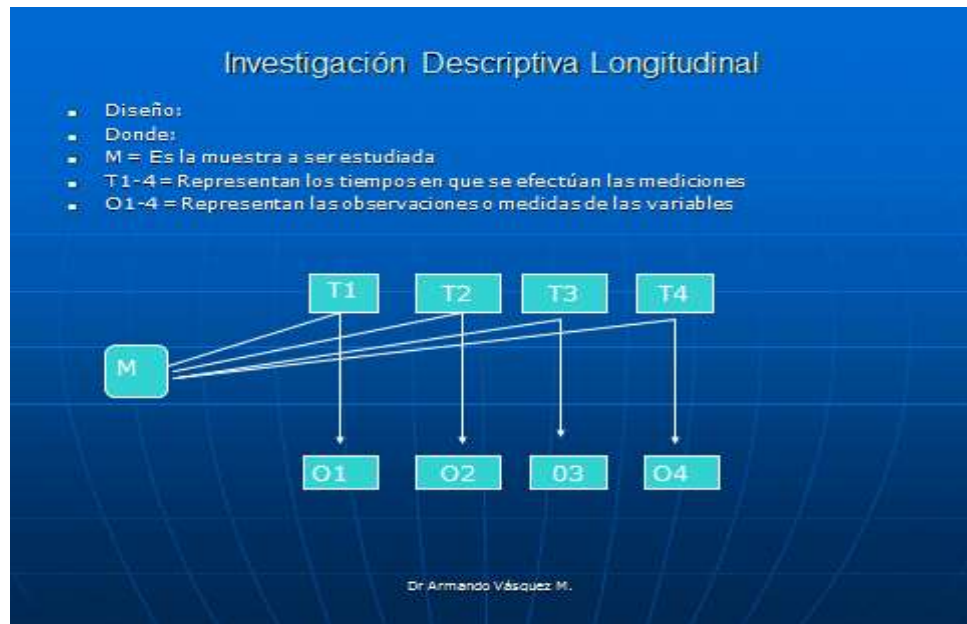 Investigación Descriptiva Longitudinal
Diseño:
Donde:
M = Es la muestra a ser estudiada
T1-4 = Representan los tiempos en que se efectúan las mediciones
O1-4 = Representan las observaciones o medidas de las variables
T1 T2 T3 T4
M
O1 O2 03 O4
Dr Armando Vásquez M.